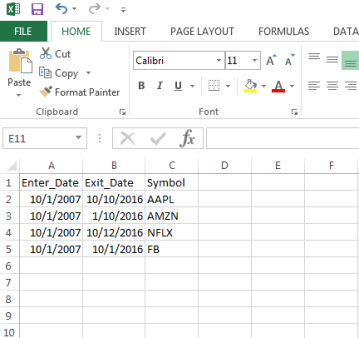 FILE HOME INSERT PAGE LAYOUT FORMULAS DATA
Cut
Copy
Format Painter
Paste
Clipboard
Calibri 11 A A
B I U A
Font
E11 fx
A B C D E F
1 Enter_Date Exit_Date Symbol
2 10/1/2007 10/10/2016 AAPL
3 10/1/2007 1/10/2016 AMZN
4 10/1/2007 10/12/2016 NFLX
5 10/1/2007 10/1/2016 FB
6
7
8
9
10